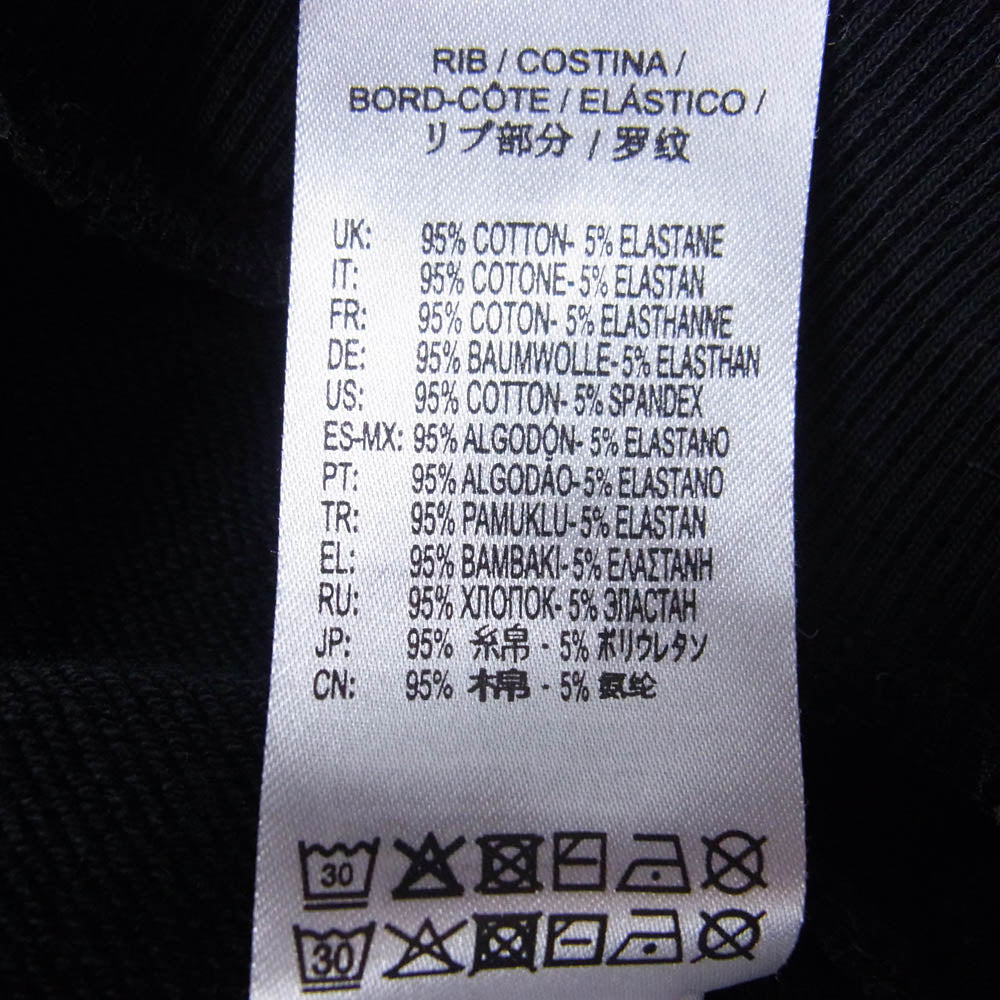 RIB / COSTINA /
BORD-CÔTE / ELÁSTICO /
リブ部分 / 罗纹
UK: 95% COTTON- 5% ELASTANE
IT: 95% COTONE- 5% ELASTAN
FR: 95% COTON- 5% ELASTHANNE
DE: 95% BAUMWOLLE- 5% ELASTHAN
US: 95% COTTON- 5% SPANDEX
ES-MX: 95% ALGODÓN- 5% ELASTANO
PT: 95% ALGODÃO- 5% ELASTANO
TR: 95% PAMUKLU- 5% ELASTAN
EL: 95% BAMBAKI- 5% ΕΛΑΣΤΑΝΗ
RU: 95% ХЛОПОК- 5% ЭЛАСТАН
JP: 95% 綿 · 5% ポリウレタン
CN: 95% 棉 · 5% 氨纶
30
30